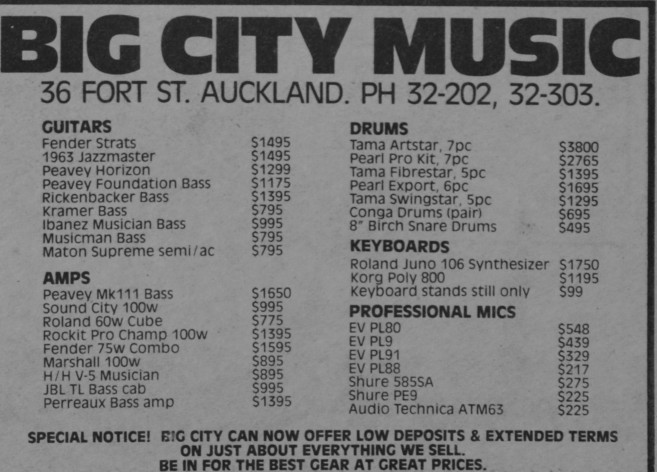 BIG CITY MUSIC
36 FORT ST. AUCKLAND. PH 32-202, 32-303.
GUITARS
Fender Strats $1495
1963 Jazzmaster $1495
Peavey Horizon $1299
Peavey Foundation Bass $1175
Rickenbacker Bass $1395
Kramer Bass $795
Ibanez Musician Bass $995
Musicman Bass $795
Maton Supreme semi/ac $795
AMPS
Peavey Mk111 Bass $1650
Sound City 100w $995
Roland 60w Cube $775
Rockit Pro Champ 100w $1395
Fender 75w Combo $1595
Marshall 100w $895
H/H V-5 Musician $895
JBL TL Bass cab $995
Perreaux Bass amp $1395
DRUMS
Tama Artstar, 7pc $3800
Pearl Pro Kit, 7pc $2765
Tama Fibrestar, 5pc $1395
Pearl Export, 6pc $1695
Tama Swingstar, 5pc $1295
Conga Drums (pair) $695
8" Birch Snare Drums $495
KEYBOARDS
Roland Juno 106 Synthesizer $1750
Korg Poly 800 $1195
Keyboard stands still only $99
PROFESSIONAL MICS
EV PL80 $548
EV PL9 $439
EV PL91 $329
EV PL88 $217
Shure 585SA $275
Shure PE9 $225
Audio Technica ATM63 $225
SPECIAL NOTICE! BIG CITY CAN NOW OFFER LOW DEPOSITS & EXTENDED TERMS
ON JUST ABOUT EVERYTHING WE SELL.
BE IN FOR THE BEST GEAR AT GREAT PRICES.